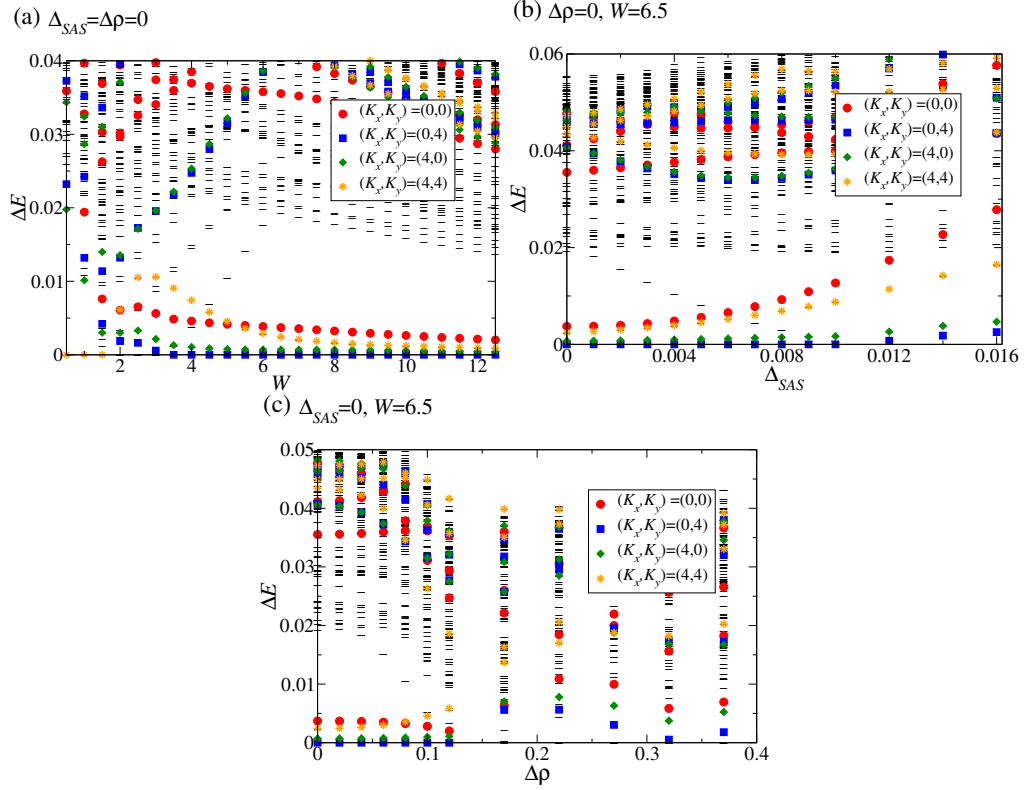 (a) Δ_SAS=Δρ=0
0.04
0.03
0.02
0.01
0
ΔE
2
4
6
8
10
12
W
(K_x,K_y) =(0,0)
(K_x,K_y)=(0,4)
(K_x,K_y)=(4,0)
(K_x,K_y)=(4,4)
(b) Δρ=0, W=6.5
0.06
0.04
0.02
0
ΔE
0
0.004
0.008
0.012
0.016
Δ_SAS
(K_x,K_y) =(0,0)
(K_x,K_y)=(0,4)
(K_x,K_y)=(4,0)
(K_x,K_y)=(4,4)
(c) Δ_SAS=0, W=6.5
0.05
0.04
0.03
0.02
0.01
0
ΔE
0
0.1
0.2
0.3
0.4
Δρ
(K_x,K_y) =(0,0)
(K_x,K_y)=(0,4)
(K_x,K_y)=(4,0)
(K_x,K_y)=(4,4)